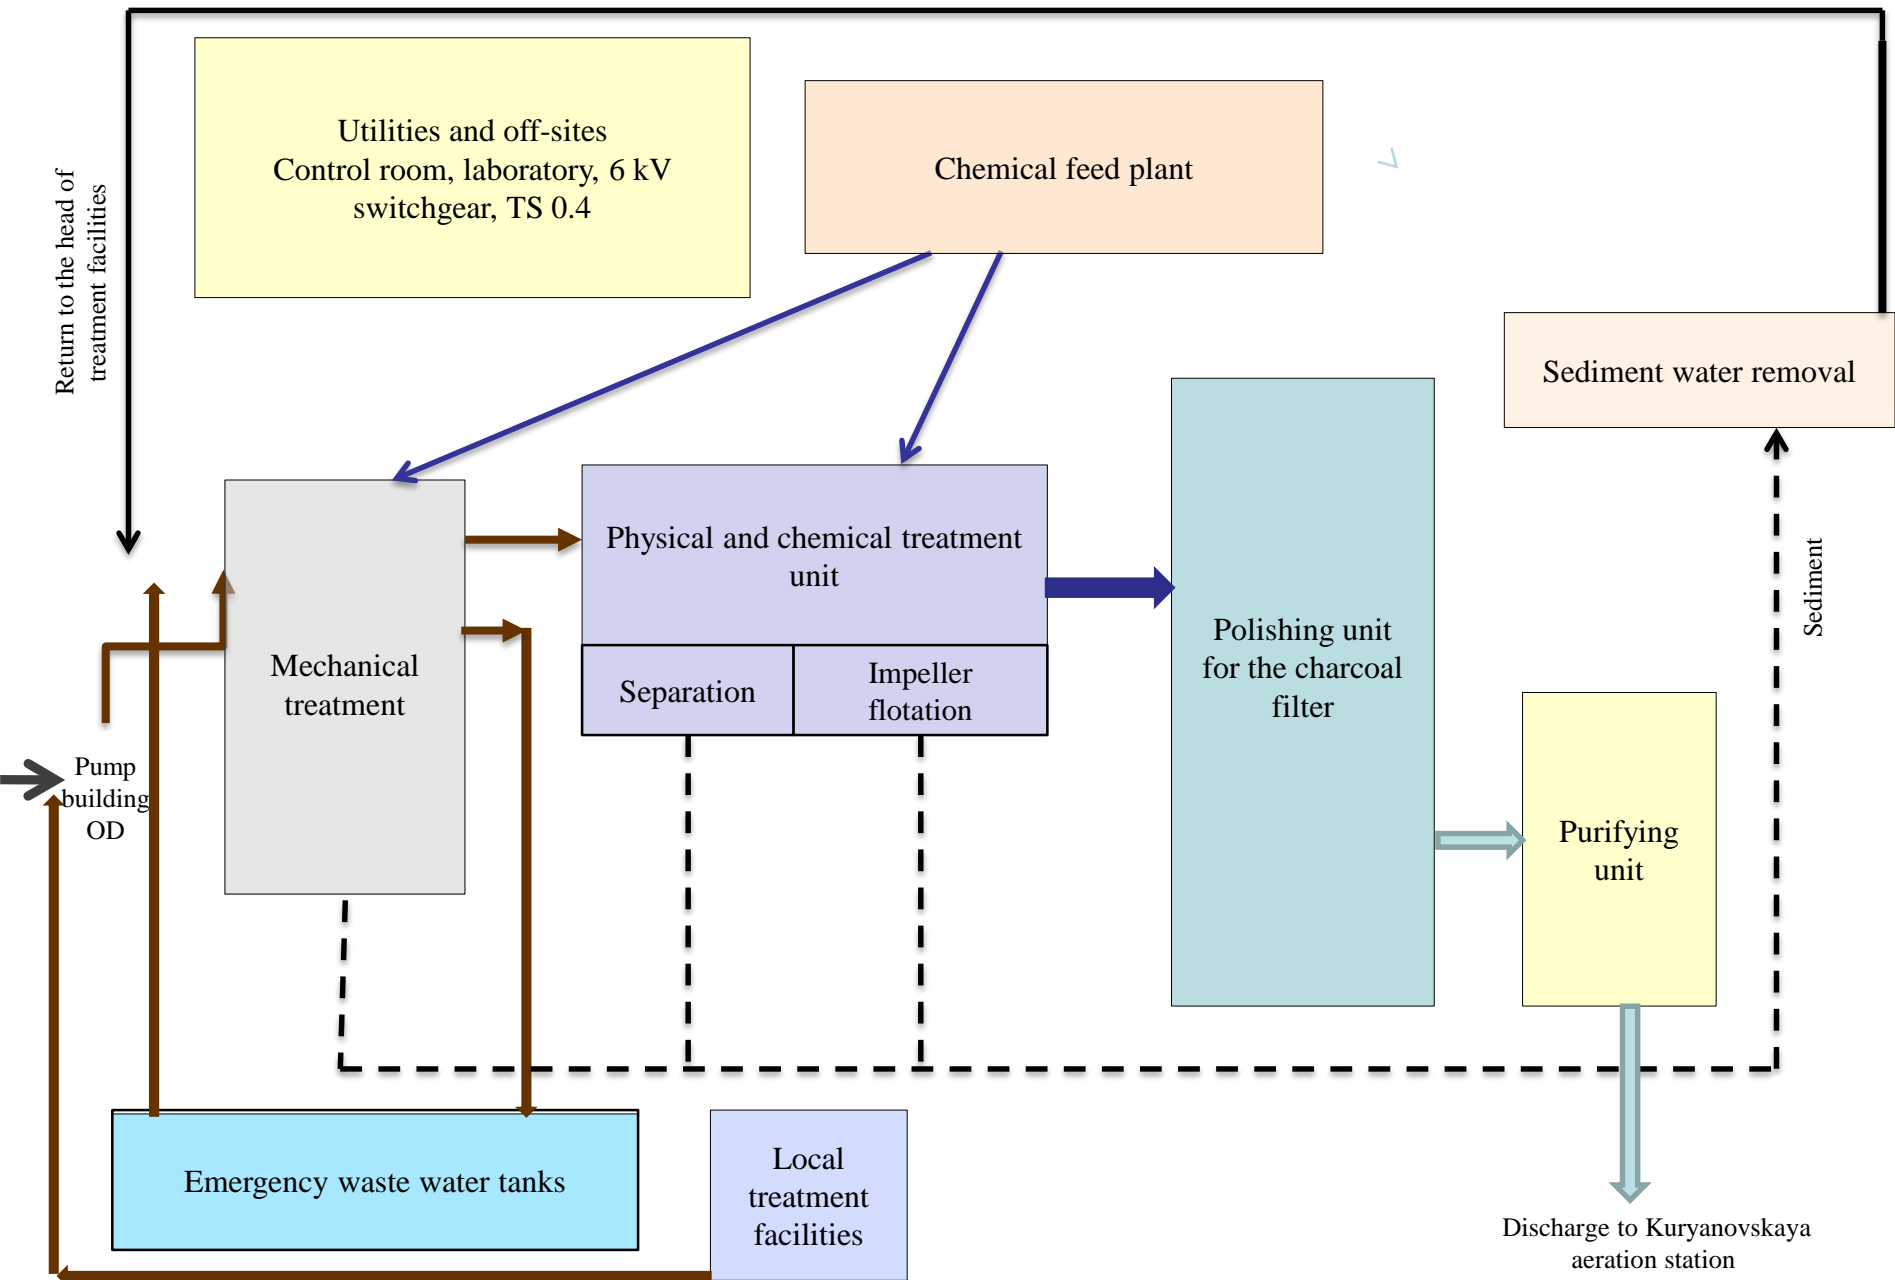 Utilities and off-sites
Control room, laboratory, 6 kV
switchgear, TS 0.4
Chemical feed plant
Return to the head of
treatment facilities
Sediment water removal
Physical and chemical treatment
unit
Separation
Impeller
flotation
Mechanical
treatment
Polishing unit
for the charcoal
filter
Sediment
Pump
building
OD
Purifying
unit
Emergency waste water tanks
Local
treatment
facilities
Discharge to Kuryanovskaya
aeration station